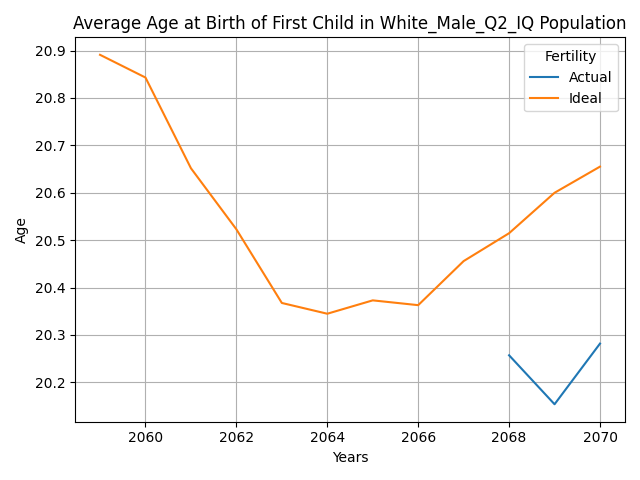 Average Age at Birth of First Child in White_Male_Q2_IQ Population
Fertility
Actual
Ideal
20.9
20.8
20.7
20.6
20.5
20.4
20.3
20.2
Age
2060
2062
2064
2066
2068
2070
Years